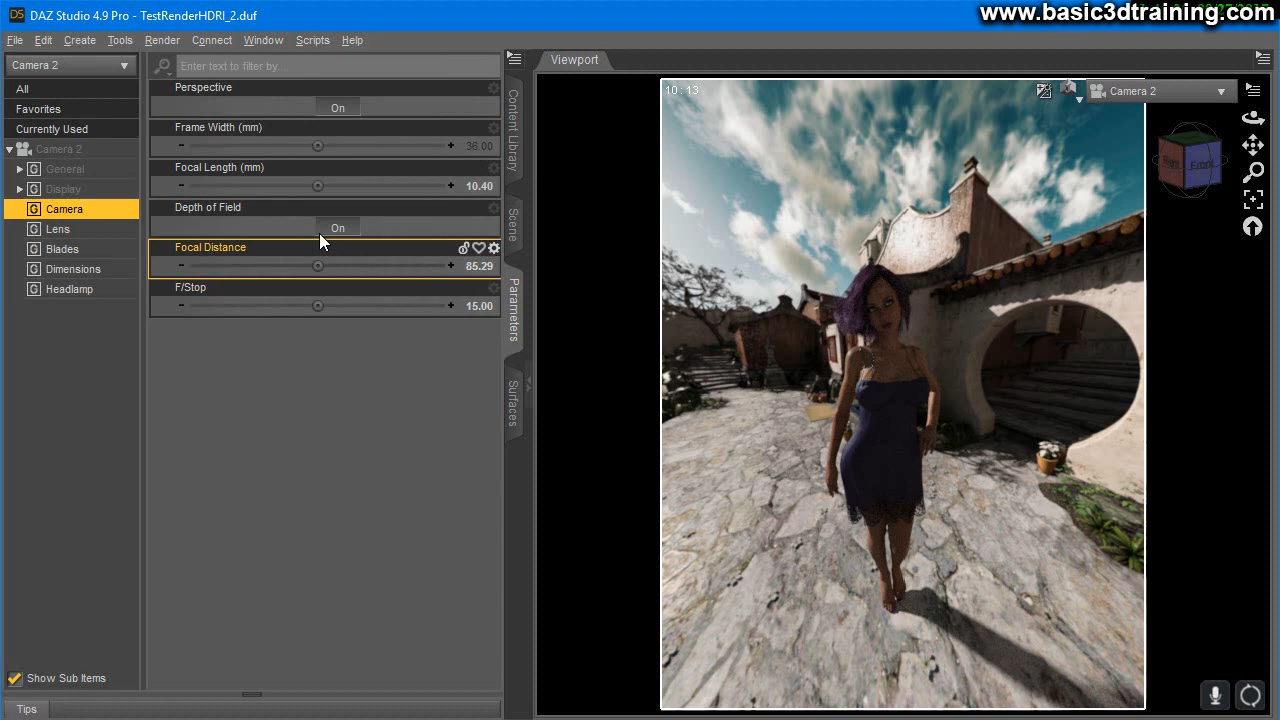 DS DAZ Studio 4.9 Pro - TestRenderHDRI_2.duf
www.basic3dtraining.com
File Edit Create Tools Render Connect Window Scripts Help
Camera 2
Enter text to filter by...
Viewport
All
Favorites
Currently Used
Camera 2
G General
G Display
G Camera
G Lens
G Blades
G Dimensions
G Headlamp
Perspective
On
Frame Width (mm)
- + 36.00
Focal Length (mm)
- + 10.40
Depth of Field
On
Focal Distance
- + 85.29
F/Stop
- + 15.00
Content Library
Scene
Parameters
Surfaces
10 : 13
Camera 2
Right Front
Show Sub Items
Tips